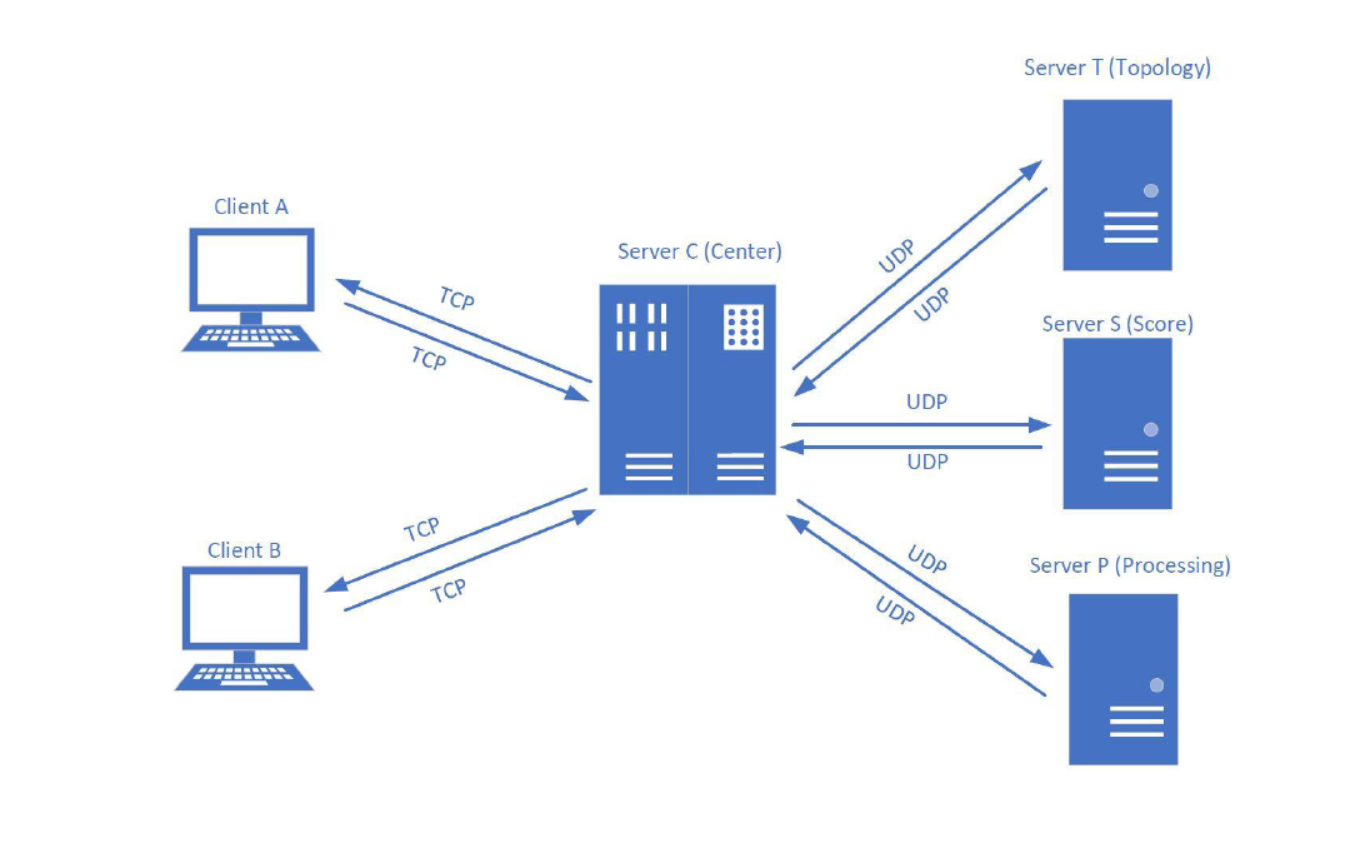 Server T (Topology)
Client A
Server C (Center)
UDP
UDP
TCP
TCP
Server S (Score)
UDP
UDP
TCP
TCP
Client B
Server P (Processing)
UDP
UDP